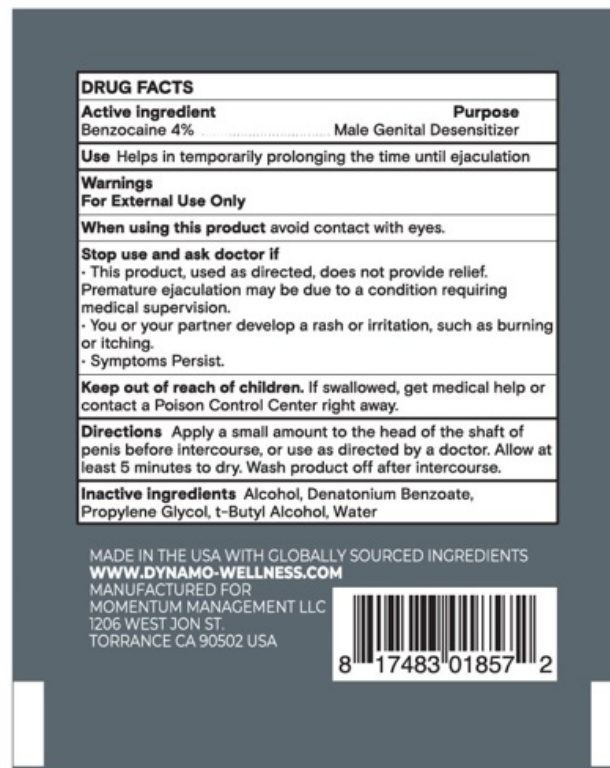 DRUG FACTS
Active ingredient Purpose
Benzocaine 4% ........................ Male Genital Desensitizer
Use Helps in temporarily prolonging the time until ejaculation
Warnings
For External Use Only
When using this product avoid contact with eyes.
Stop use and ask doctor if
· This product, used as directed, does not provide relief.
Premature ejaculation may be due to a condition requiring
medical supervision.
· You or your partner develop a rash or irritation, such as burning
or itching.
· Symptoms Persist.
Keep out of reach of children. If swallowed, get medical help or
contact a Poison Control Center right away.
Directions Apply a small amount to the head of the shaft of
penis before intercourse, or use as directed by a doctor. Allow at
least 5 minutes to dry. Wash product off after intercourse.
Inactive ingredients Alcohol, Denatonium Benzoate,
Propylene Glycol, t-Butyl Alcohol, Water
MADE IN THE USA WITH GLOBALLY SOURCED INGREDIENTS
WWW.DYNAMO-WELLNESS.COM
MANUFACTURED FOR
MOMENTUM MANAGEMENT LLC
1206 WEST JON ST.
TORRANCE CA 90502 USA
8 17483 01857 2